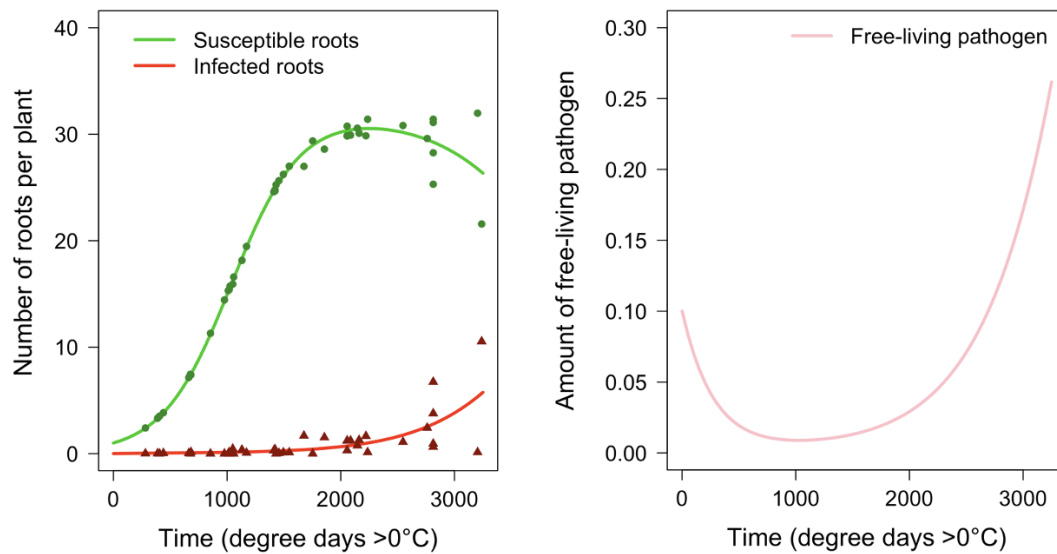 Number of roots per plant
40
30
20
10
0
Susceptible roots
Infected roots
0 1000 2000 3000
Time (degree days >0°C)
Amount of free-living pathogen
0.30
0.25
0.20
0.15
0.10
0.05
0.00
Free-living pathogen
0 1000 2000 3000
Time (degree days >0°C)